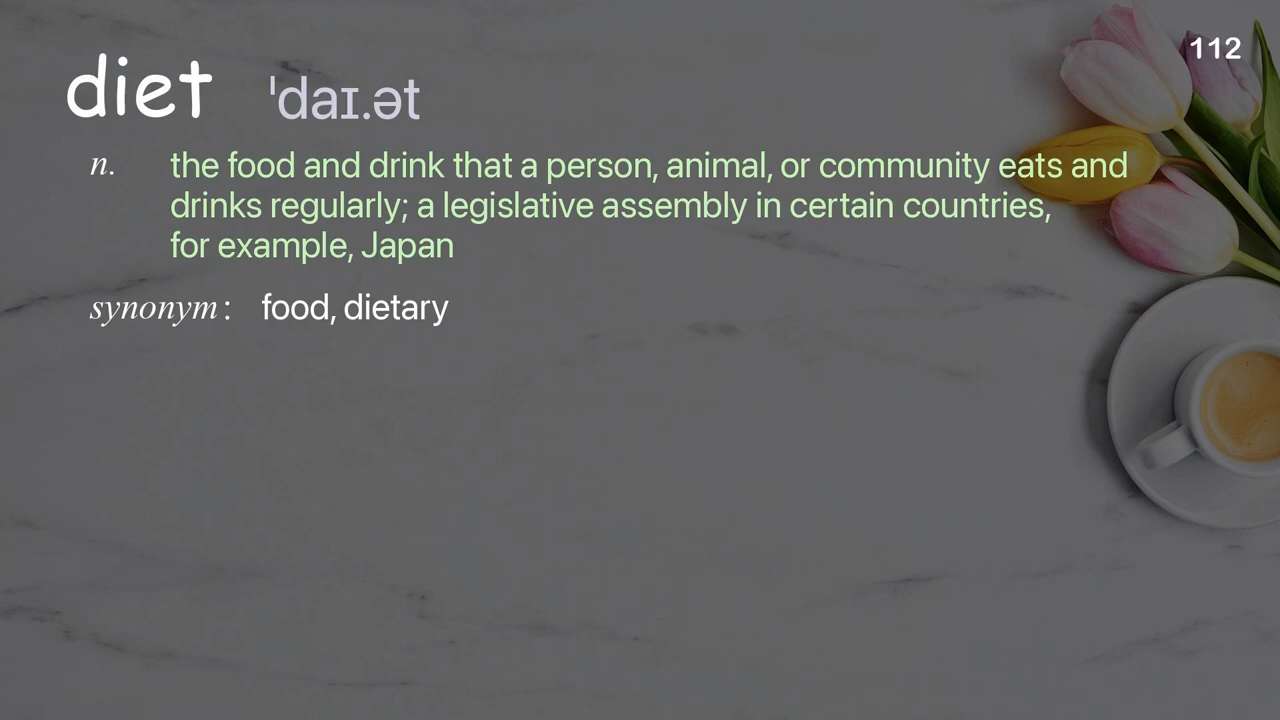 112
diet ˈdaɪ.ət
n. the food and drink that a person, animal, or community eats and
drinks regularly; a legislative assembly in certain countries,
for example, Japan
synonym : food, dietary